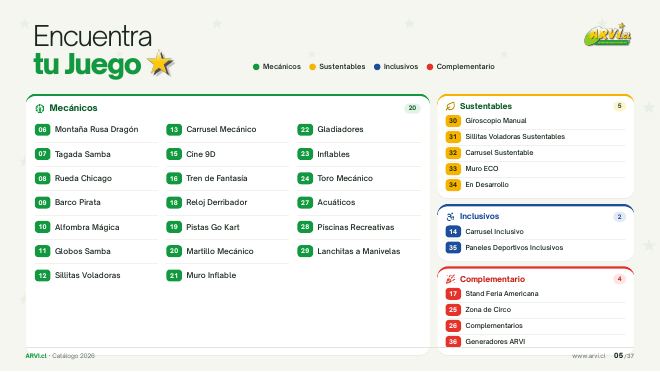 Encuentra
tu Juego
ARVI.cl
Mecánicos
Sustentables
Inclusivos
Complementario
Mecánicos
20
06 Montaña Rusa Dragón
07 Tagada Samba
08 Rueda Chicago
09 Barco Pirata
10 Alfombra Mágica
11 Globos Samba
12 Sillitas Voladoras
13 Carrusel Mecánico
15 Cine 9D
16 Tren de Fantasía
18 Reloj Derribador
19 Pistas Go Kart
20 Martillo Mecánico
21 Muro Inflable
22 Gladiadores
23 Inflables
24 Toro Mecánico
27 Acuáticos
28 Piscinas Recreativas
29 Lanchitas a Manivelas
Sustentables
5
30 Giroscopio Manual
31 Sillitas Voladoras Sustentables
32 Carrusel Sustentable
33 Muro ECO
34 En Desarrollo
Inclusivos
2
14 Carrusel Inclusivo
35 Paneles Deportivos Inclusivos
Complementario
4
17 Stand Feria Americana
25 Zona de Circo
26 Complementarios
36 Generadores ARVI
ARVI.cl · Catálogo 2026
www.arvi.cl 05/37